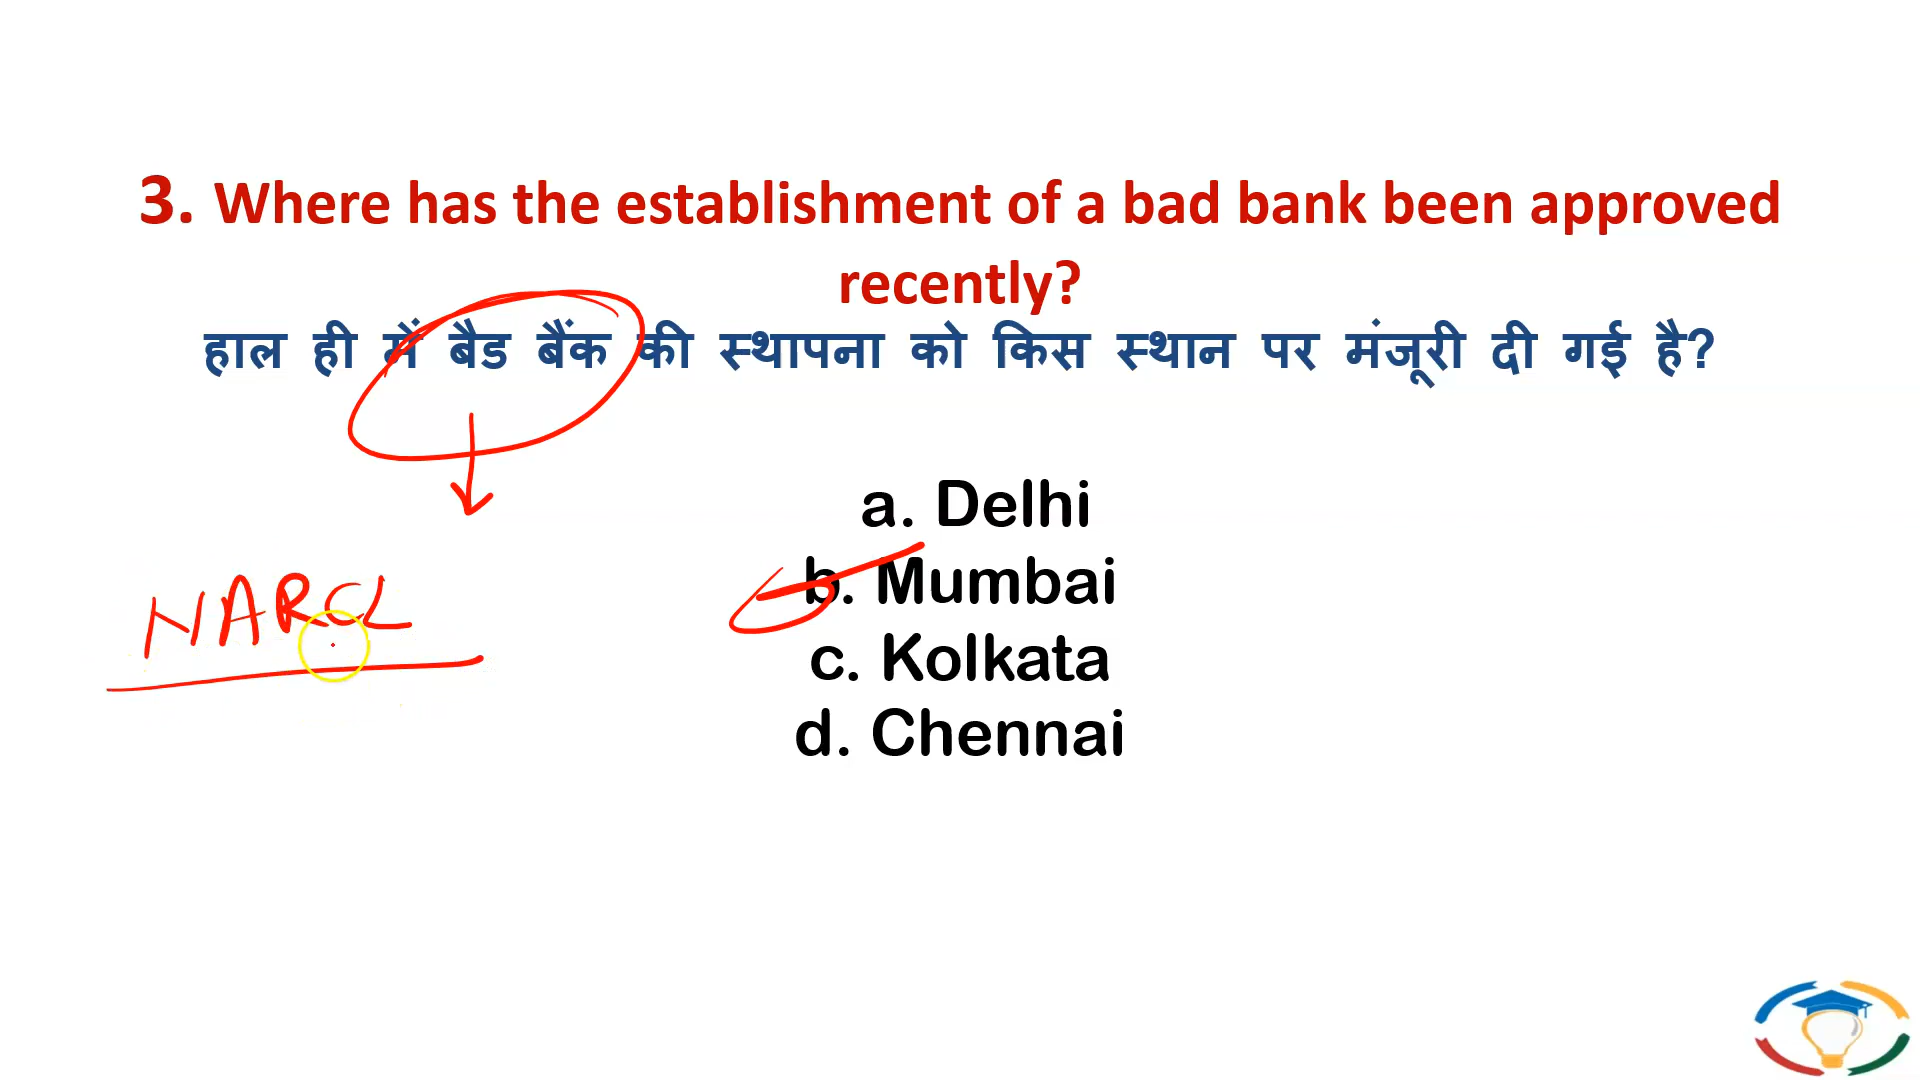 3. Where has the establishment of a bad bank been approved
recently?
हाल ही में बैड बैंक की स्थापना को किस स्थान पर मंजूरी दी गई है?
a. Delhi
b. Mumbai
c. Kolkata
d. Chennai
NARCL